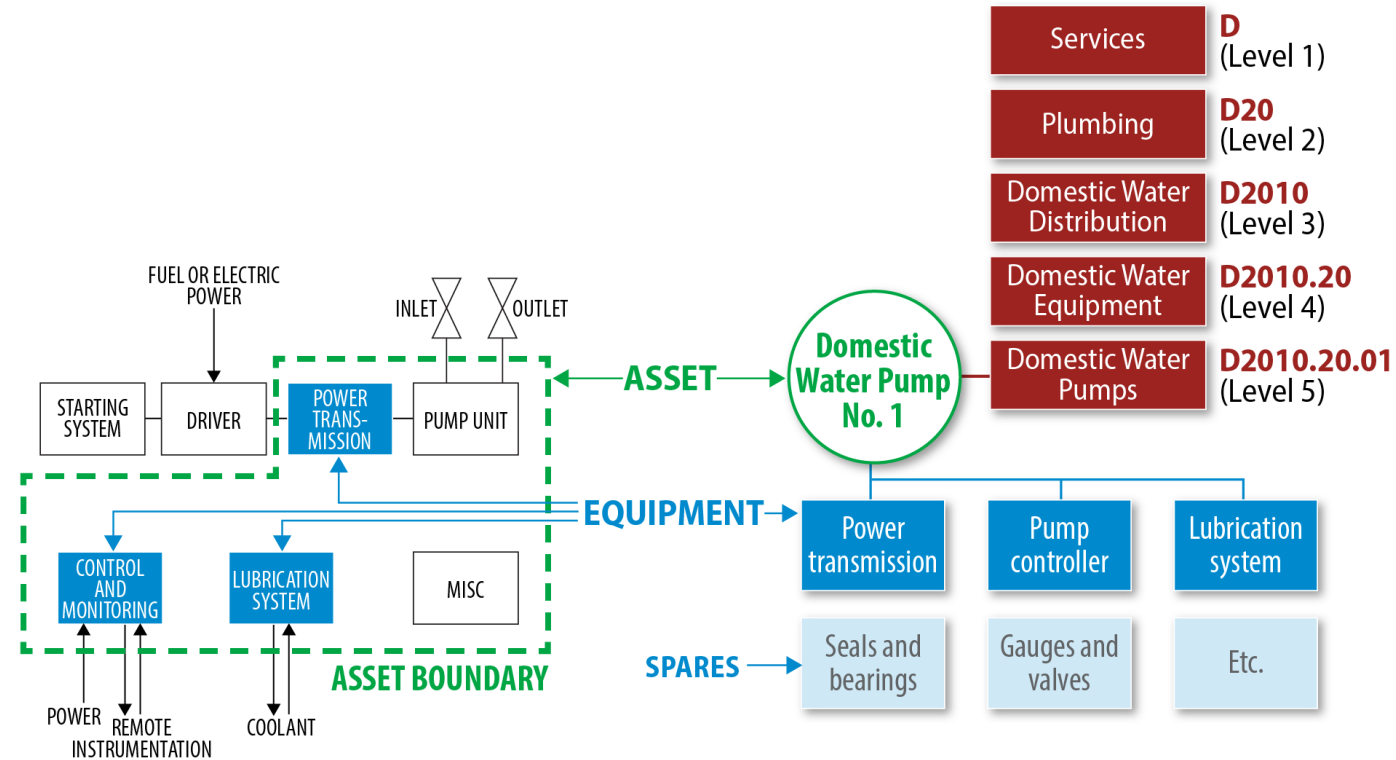 Services
D
(Level 1)
Plumbing
D20
(Level 2)
Domestic Water
Distribution
D2010
(Level 3)
Domestic Water
Equipment
D2010.20
(Level 4)
Domestic Water
Pumps
D2010.20.01
(Level 5)
FUEL OR ELECTRIC
POWER
INLET
OUTLET
STARTING
SYSTEM
DRIVER
POWER
TRANS-
MISSION
PUMP UNIT
ASSET
Domestic
Water Pump
No. 1
EQUIPMENT
CONTROL
AND
MONITORING
LUBRICATION
SYSTEM
MISC
ASSET BOUNDARY
POWER
REMOTE
INSTRUMENTATION
COOLANT
Power
transmission
Pump
controller
Lubrication
system
SPARES
Seals and
bearings
Gauges and
valves
Etc.